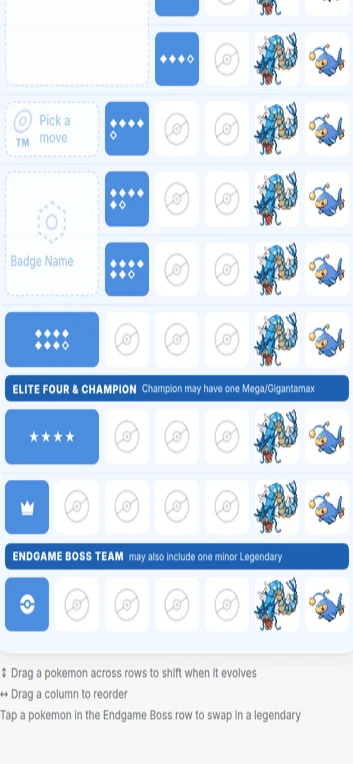 Pick a
move
TM
Badge Name
ELITE FOUR & CHAMPION Champion may have one Mega/Gigantamax
ENDGAME BOSS TEAM may also include one minor Legendary
↕ Drag a pokemon across rows to shift when it evolves
↔ Drag a column to reorder
Tap a pokemon in the Endgame Boss row to swap in a legendary